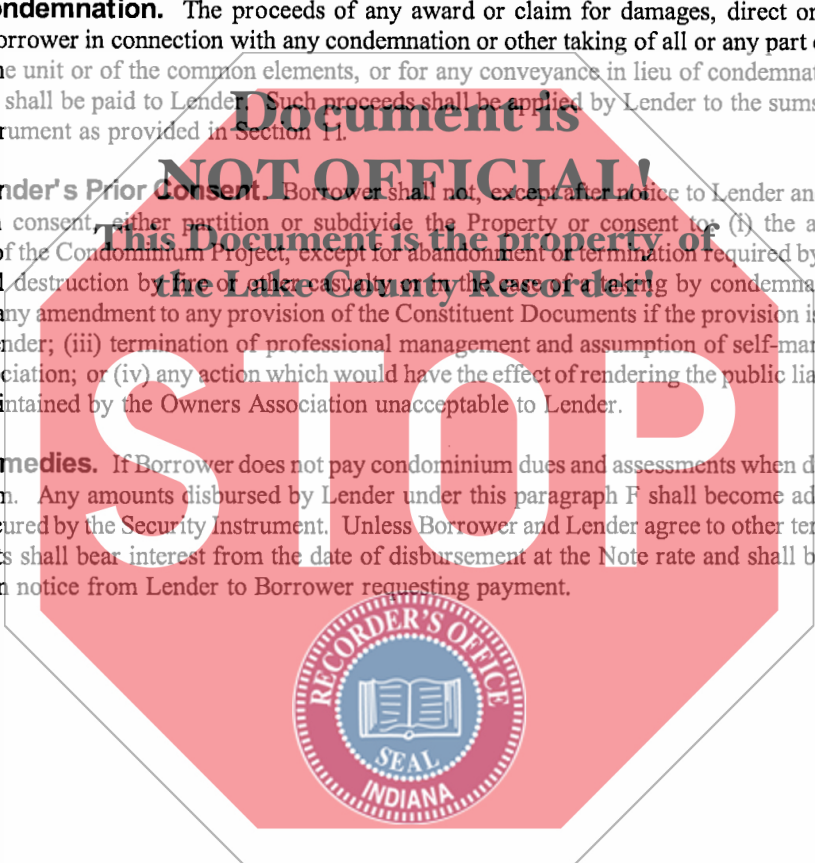 ondemnation. The proceeds of any award or claim for damages, direct or
orrower in connection with any condemnation or other taking of all or any part
e unit or of the common elements, or for any conveyance in lieu of condemnat
shall be paid to Lender. Such proceeds shall be applied by Lender to the sums
rument as provided in Section 11.
Document is
NOT OFFICIAL!
This Document is the property of
the Lake County Recorder!
nder's Prior Consent. Borrower shall not, except after notice to Lender an
consent, either partition or subdivide the Property or consent to: (i) the a
of the Condominium Project, except for abandonment or termination required by
l destruction by fire or other casualty or in the case of a taking by condemna
any amendment to any provision of the Constituent Documents if the provision is
nder; (iii) termination of professional management and assumption of self-mar
ciation; or (iv) any action which would have the effect of rendering the public lia
intained by the Owners Association unacceptable to Lender.
STOP
medies. If Borrower does not pay condominium dues and assessments when d
n. Any amounts disbursed by Lender under this paragraph F shall become ad
cured by the Security Instrument. Unless Borrower and Lender agree to other ter
s shall bear interest from the date of disbursement at the Note rate and shall b
n notice from Lender to Borrower requesting payment.
RECORDER'S OFFICE
SEAL
INDIANA